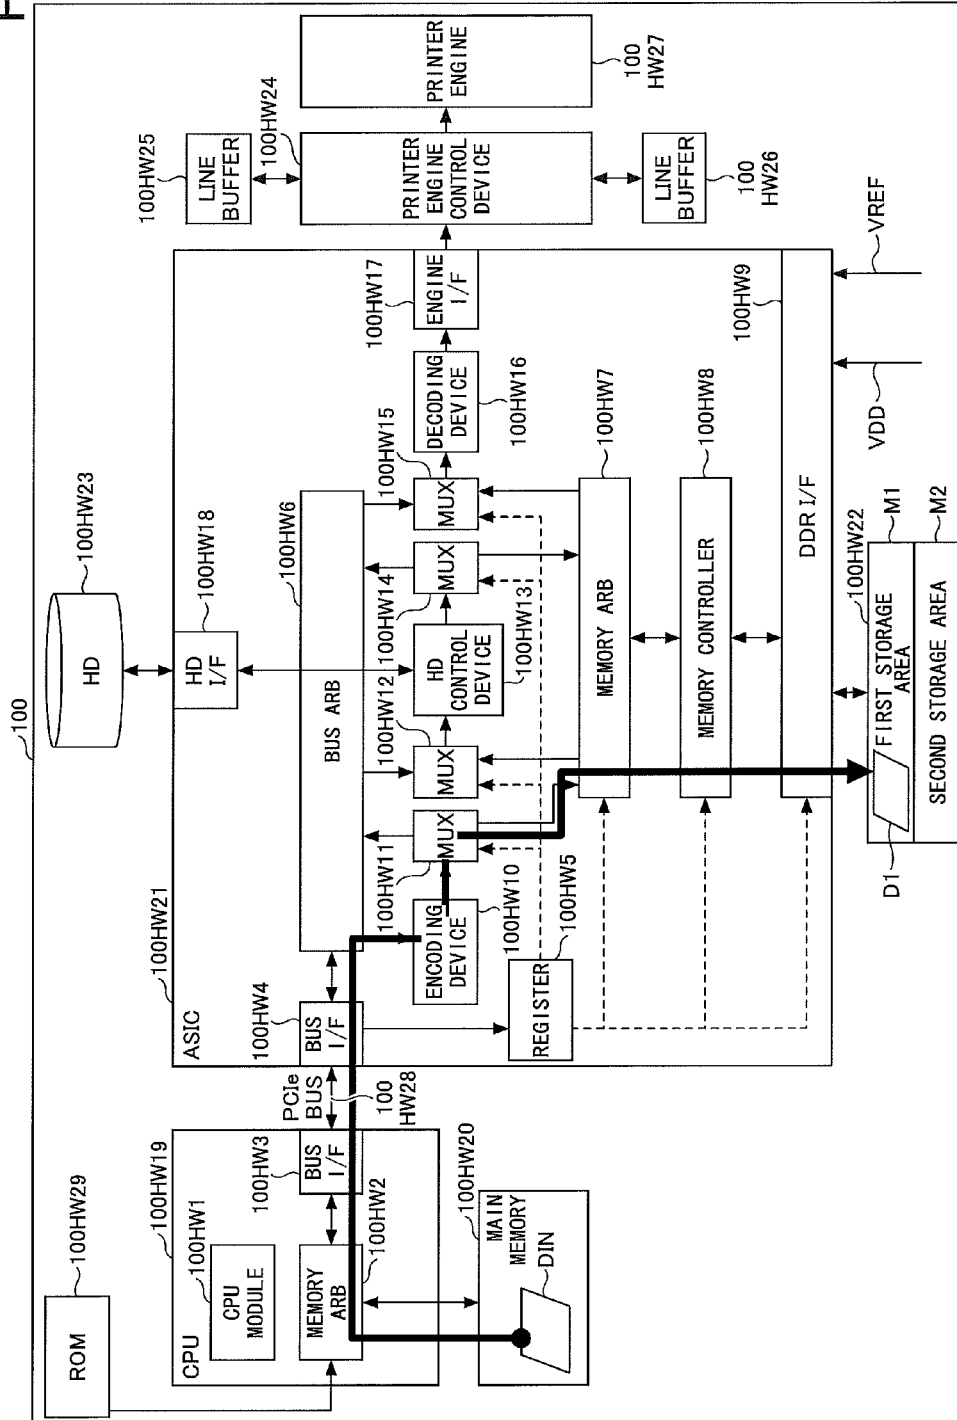 100
ROM
100HW29
100HW19
CPU
100HW1
CPU
MODULE
MEMORY
ARB
100HW2
100HW3
BUS
I/F
PCIe
BUS
100
HW28
100HW20
MAIN
MEMORY
DIN
100HW21
ASIC
100HW4
BUS
I/F
BUS ARB
100HW6
HD
100HW23
HD
I/F
100HW18
ENCODING
DEVICE
100HW10
100HW11
MUX
100HW12
MUX
HD
CONTROL
DEVICE
100HW13
100HW14
MUX
100HW15
MUX
DECODING
DEVICE
100HW16
100HW17
ENGINE
I/F
REGISTER
100HW5
MEMORY ARB
100HW7
MEMORY CONTROLLER
100HW8
DDR I/F
100HW9
100HW22
FIRST STORAGE
AREA
M1
SECOND STORAGE AREA
M2
D1
VDD
VREF
100HW25
LINE
BUFFER
100HW24
PRINTER
ENGINE
CONTROL
DEVICE
LINE
BUFFER
100
HW26
PRINTER
ENGINE
100
HW27